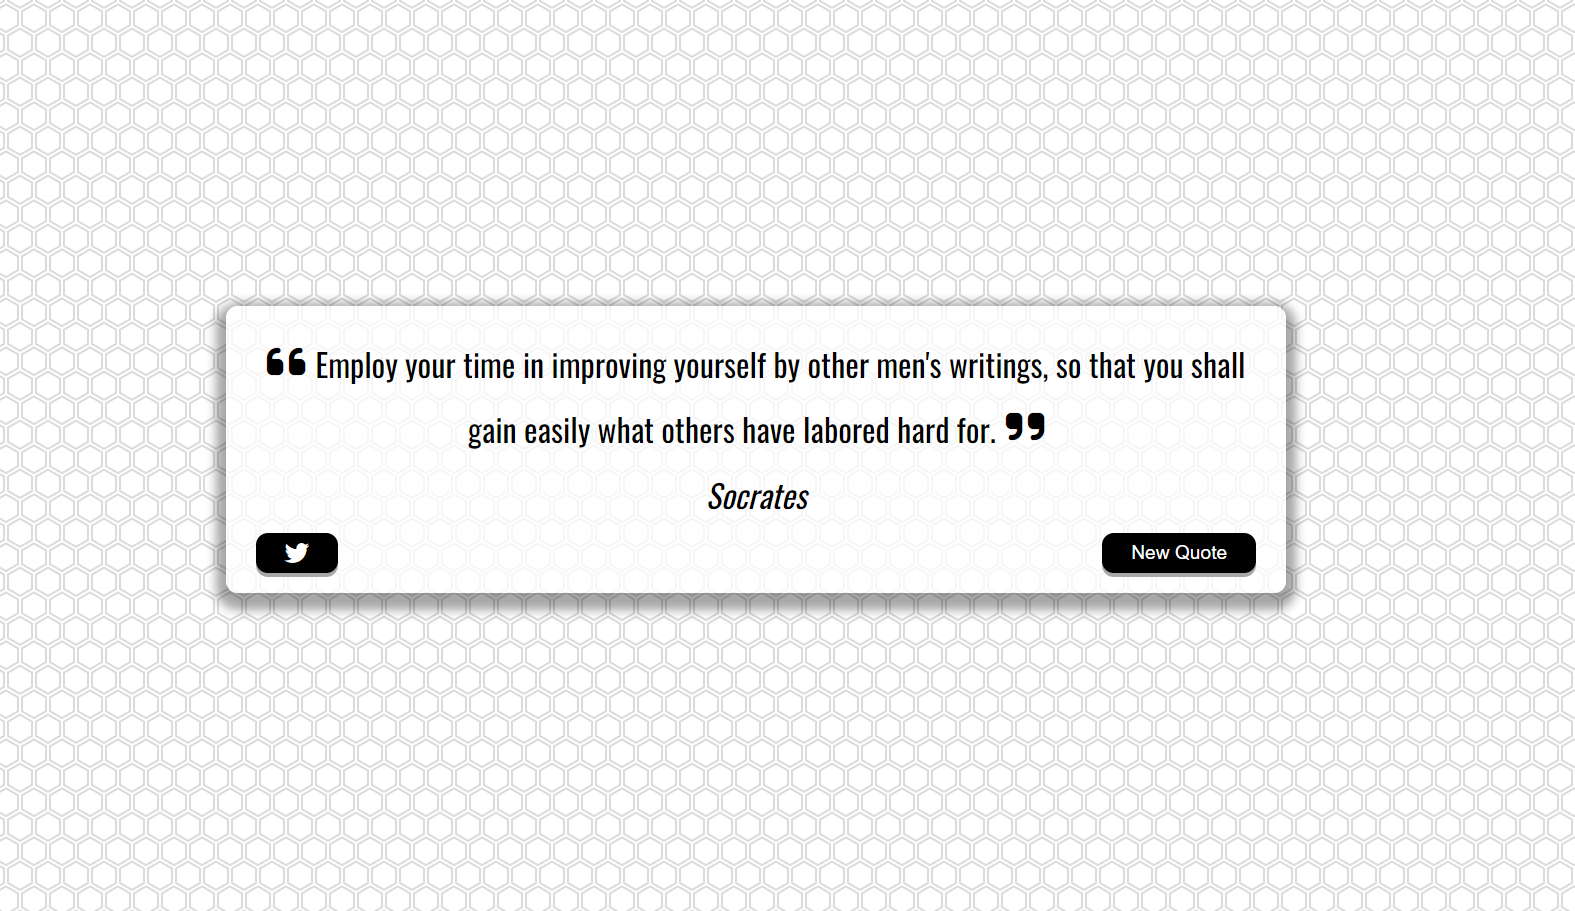 ❝ Employ your time in improving yourself by other men's writings, so that you shall
gain easily what others have labored hard for. ❞
Socrates
New Quote